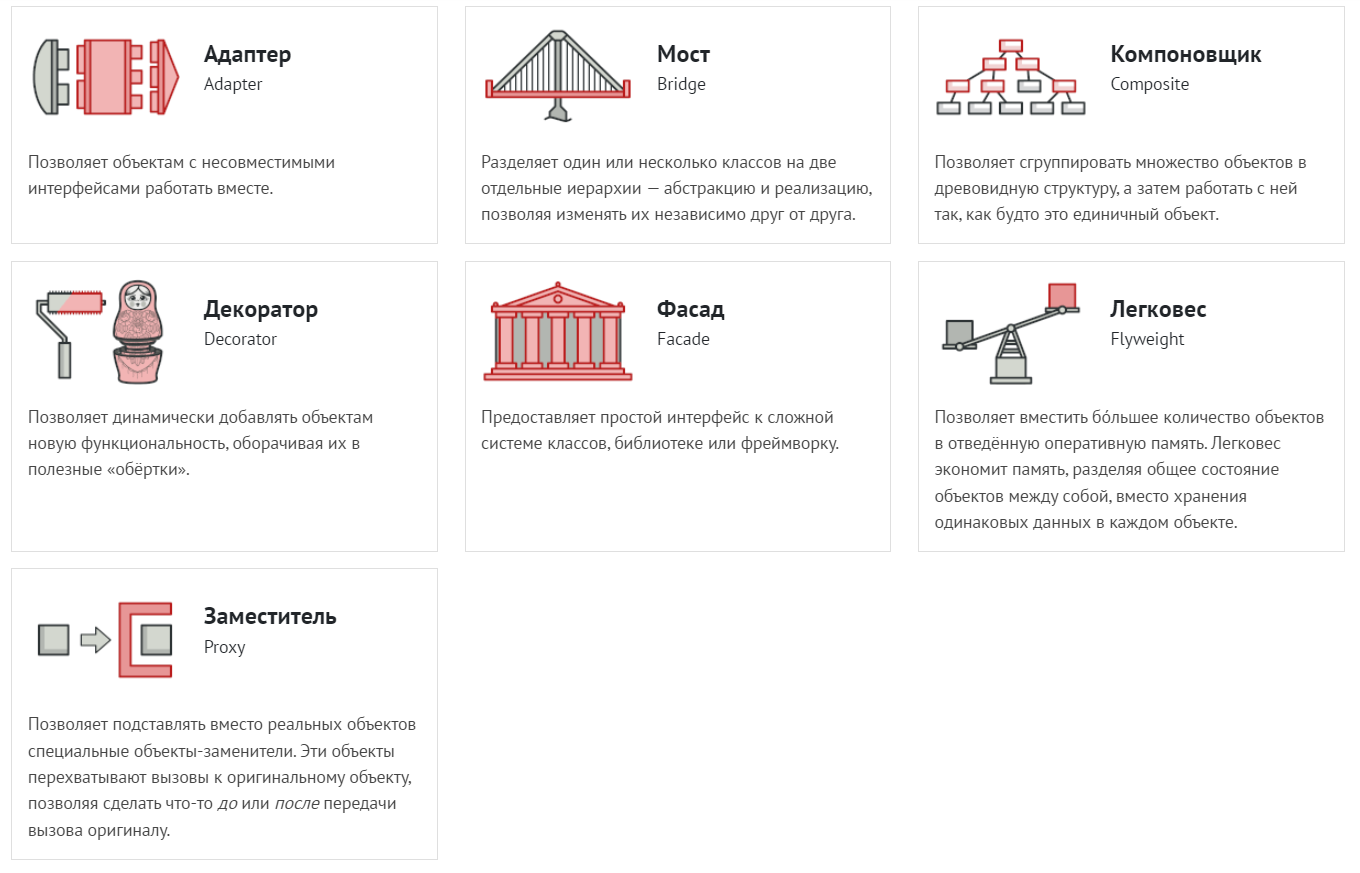 Адаптер
Adapter
Позволяет объектам с несовместимыми
интерфейсами работать вместе.
Мост
Bridge
Разделяет один или несколько классов на две
отдельные иерархии — абстракцию и реализацию,
позволяя изменять их независимо друг от друга.
Компоновщик
Composite
Позволяет сгруппировать множество объектов в
древовидную структуру, а затем работать с ней
так, как будто это единичный объект.
Декоратор
Decorator
Позволяет динамически добавлять объектам
новую функциональность, оборачивая их в
полезные «обёртки».
Фасад
Facade
Предоставляет простой интерфейс к сложной
системе классов, библиотеке или фреймворку.
Легковес
Flyweight
Позволяет вместить бо́льшее количество объектов
в отведённую оперативную память. Легковес
экономит память, разделяя общее состояние
объектов между собой, вместо хранения
одинаковых данных в каждом объекте.
Заместитель
Proxy
Позволяет подставлять вместо реальных объектов
специальные объекты-заменители. Эти объекты
перехватывают вызовы к оригинальному объекту,
позволяя сделать что-то до или после передачи
вызова оригиналу.